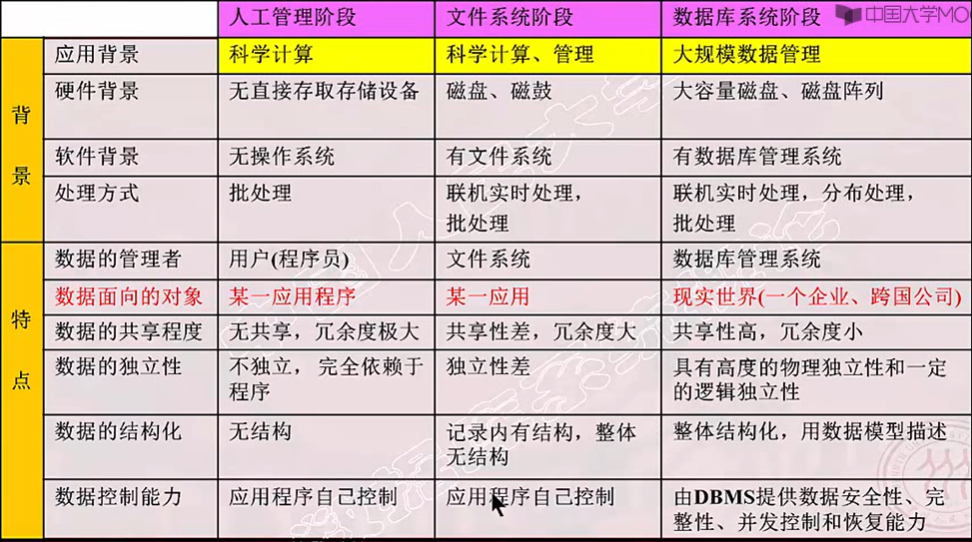 人工管理阶段 文件系统阶段 数据库系统阶段 中国大学MO
背景
应用背景 科学计算 科学计算、管理 大规模数据管理
硬件背景 无直接存取存储设备 磁盘、磁鼓 大容量磁盘、磁盘阵列
软件背景 无操作系统 有文件系统 有数据库管理系统
处理方式 批处理 联机实时处理， 联机实时处理，分布处理，
批处理 批处理
特点
数据的管理者 用户(程序员) 文件系统 数据库管理系统
数据面向的对象 某一应用程序 某一应用 现实世界(一个企业、跨国公司)
数据的共享程度 无共享，冗余度极大 共享性差，冗余度大 共享性高，冗余度小
数据的独立性 不独立，完全依赖于 独立性差 具有高度的物理独立性和一定
程序 的逻辑独立性
数据的结构化 无结构 记录内有结构，整体 整体结构化，用数据模型描述
无结构
数据控制能力 应用程序自己控制 应用程序自己控制 由DBMS提供数据安全性、完
整性、并发控制和恢复能力